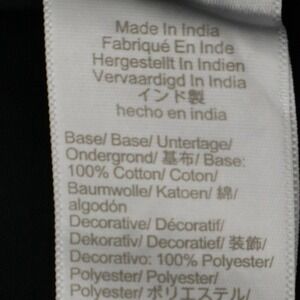 Made In India
Fabriqué En Inde
Hergestellt In Indien
Vervaardigd In India
インド製
hecho en india
Base/ Base/ Untertage/
Ondergrond/ 基布/ Base:
100% Cotton/ Coton/
Baumwolle/ Katoen/ 綿/
algodón
Decorative/ Décoratif/
Dekorativ/ Decoratief/ 装飾/
Decorativo: 100% Polyester/
Polyester/ Polyester/
Polyester/ ポリエステル/